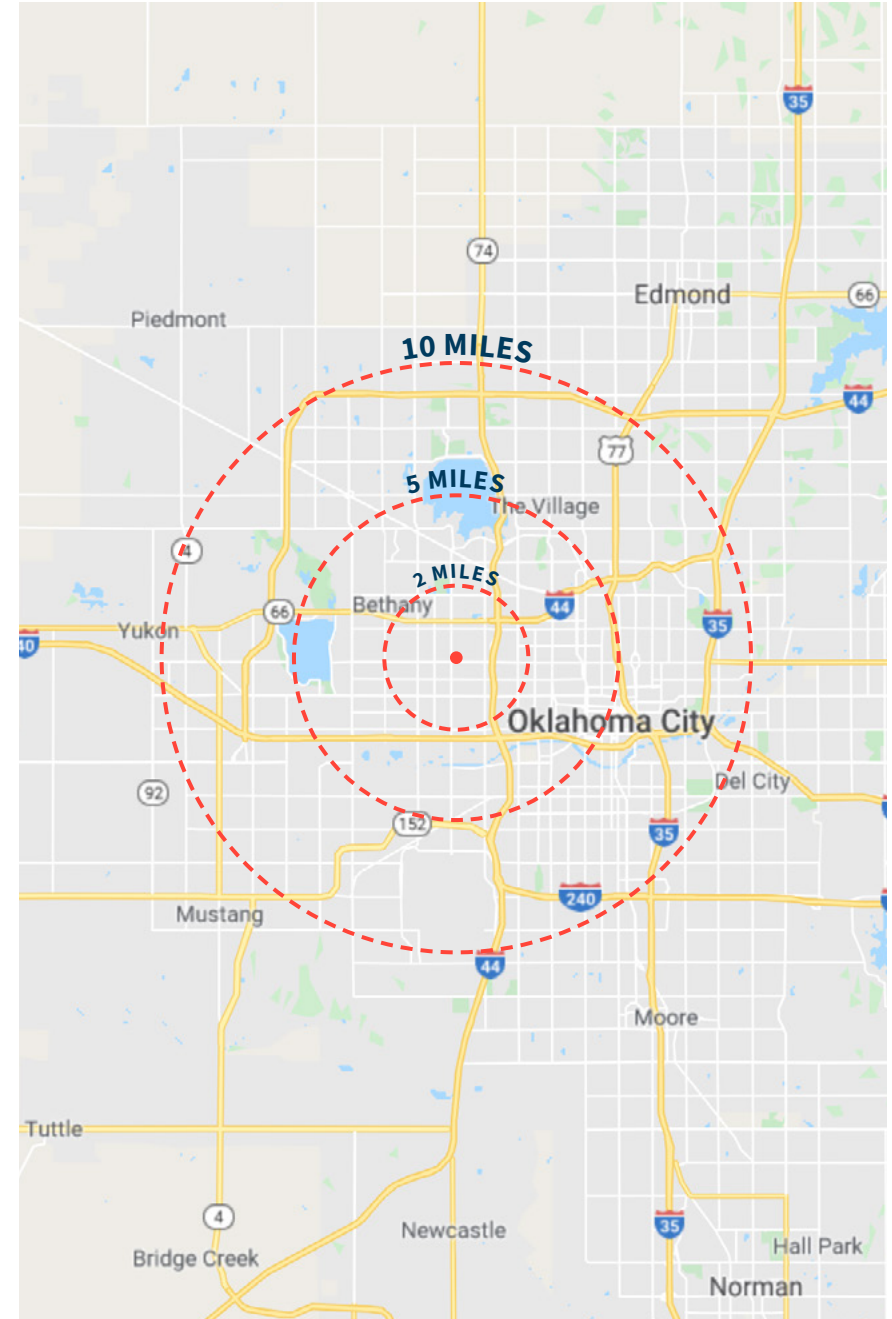 35
74
Edmond
66
Piedmont
10 MILES
44
77
5 MILES
The Village
4
2 MILES
Bethany
44
66
35
Yukon
40
Oklahoma City
Del City
92
152
35
240
Mustang
44
Moore
Tuttle
4
35
Newcastle
Hall Park
Bridge Creek
Norman